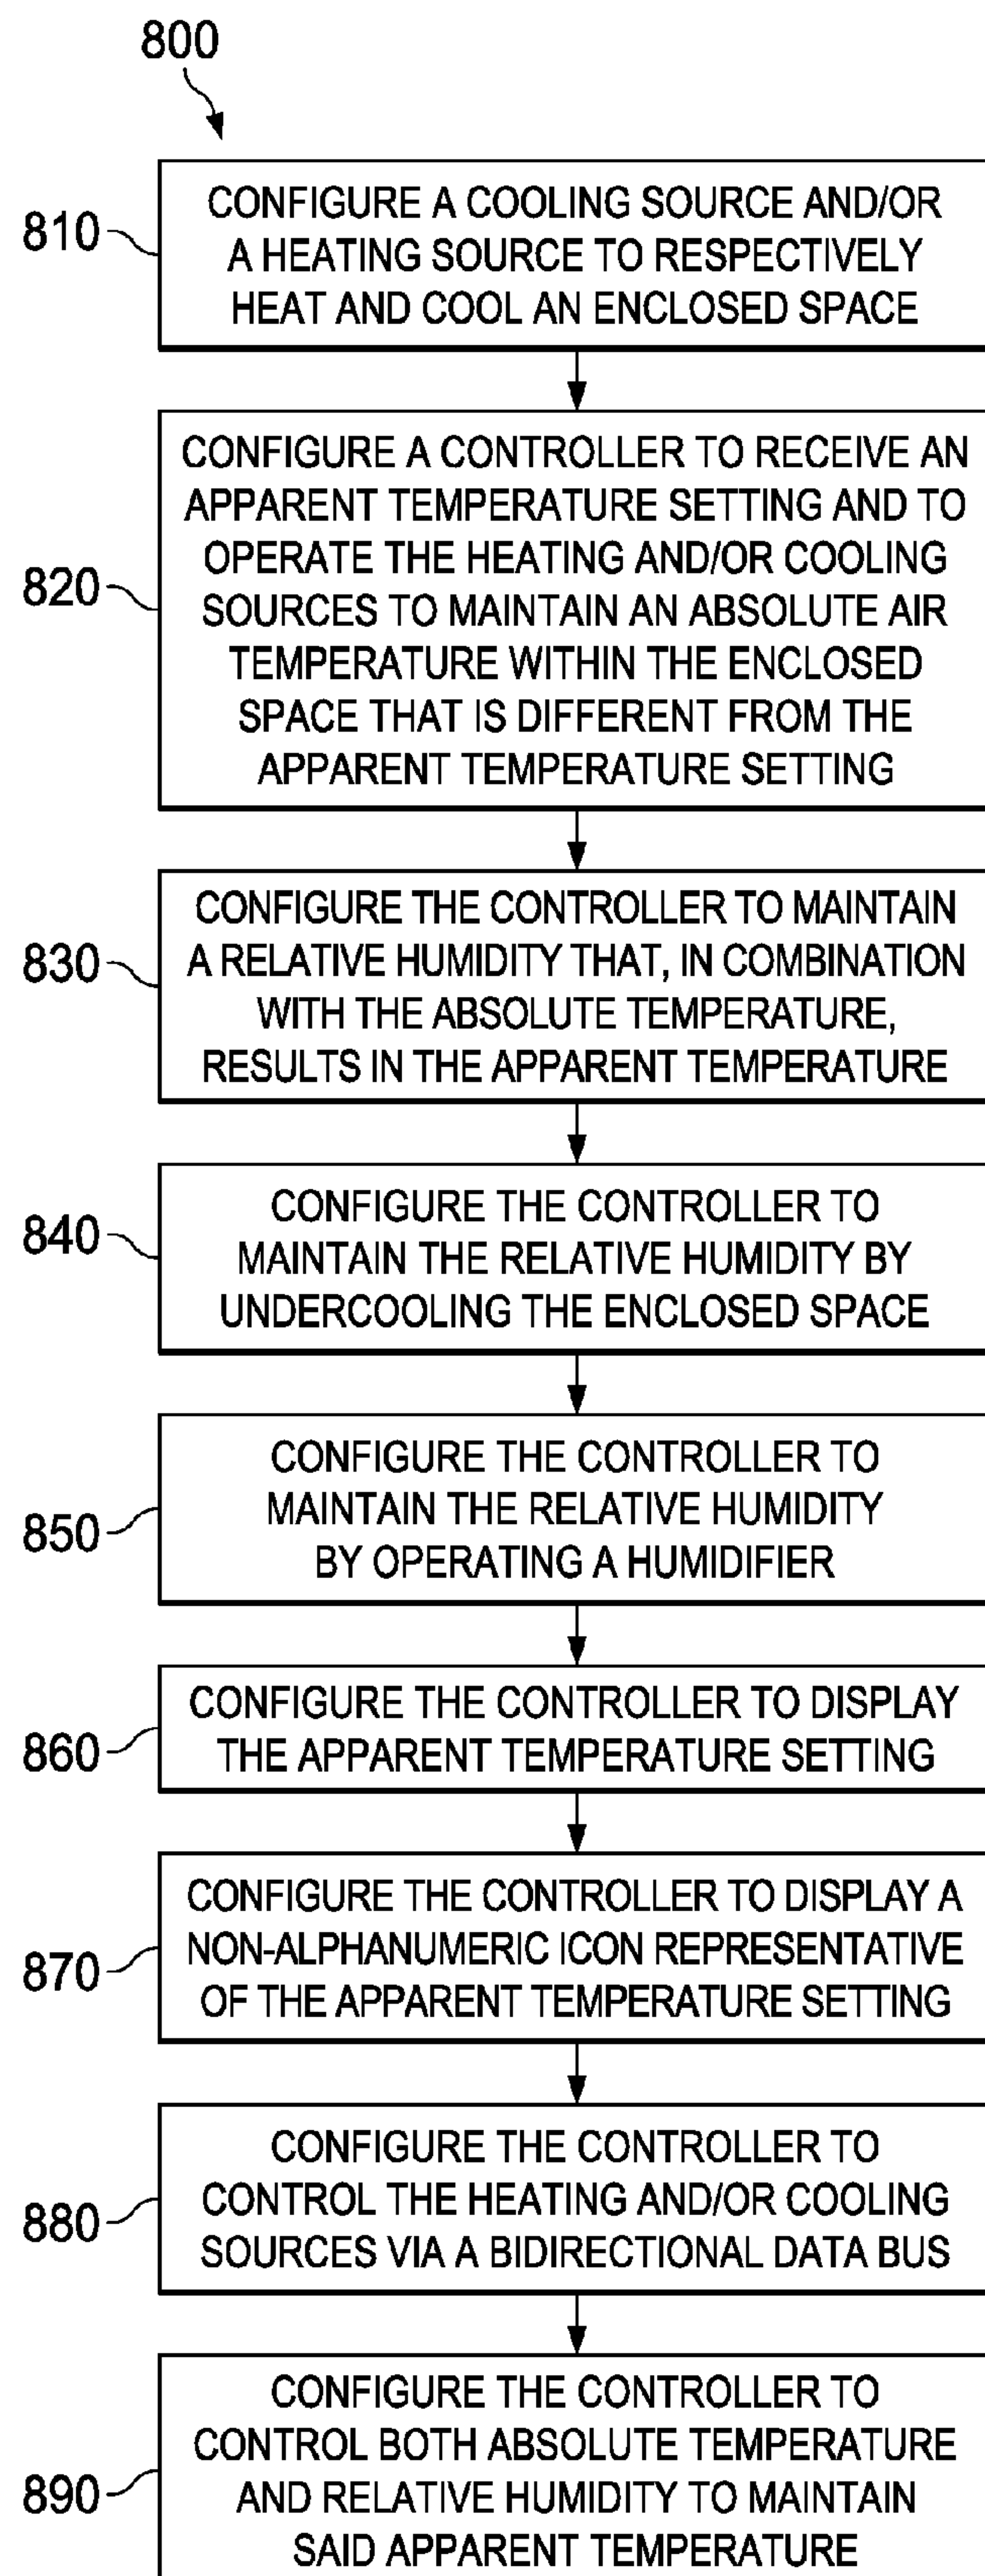 800
810
CONFIGURE A COOLING SOURCE AND/OR
A HEATING SOURCE TO RESPECTIVELY
HEAT AND COOL AN ENCLOSED SPACE
820
CONFIGURE A CONTROLLER TO RECEIVE AN
APPARENT TEMPERATURE SETTING AND TO
OPERATE THE HEATING AND/OR COOLING
SOURCES TO MAINTAIN AN ABSOLUTE AIR
TEMPERATURE WITHIN THE ENCLOSED
SPACE THAT IS DIFFERENT FROM THE
APPARENT TEMPERATURE SETTING
830
CONFIGURE THE CONTROLLER TO MAINTAIN
A RELATIVE HUMIDITY THAT, IN COMBINATION
WITH THE ABSOLUTE TEMPERATURE,
RESULTS IN THE APPARENT TEMPERATURE
840
CONFIGURE THE CONTROLLER TO
MAINTAIN THE RELATIVE HUMIDITY BY
UNDERCOOLING THE ENCLOSED SPACE
850
CONFIGURE THE CONTROLLER TO
MAINTAIN THE RELATIVE HUMIDITY
BY OPERATING A HUMIDIFIER
860
CONFIGURE THE CONTROLLER TO DISPLAY
THE APPARENT TEMPERATURE SETTING
870
CONFIGURE THE CONTROLLER TO DISPLAY A
NON-ALPHANUMERIC ICON REPRESENTATIVE
OF THE APPARENT TEMPERATURE SETTING
880
CONFIGURE THE CONTROLLER TO
CONTROL THE HEATING AND/OR COOLING
SOURCES VIA A BIDIRECTIONAL DATA BUS
890
CONFIGURE THE CONTROLLER TO
CONTROL BOTH ABSOLUTE TEMPERATURE
AND RELATIVE HUMIDITY TO MAINTAIN
SAID APPARENT TEMPERATURE